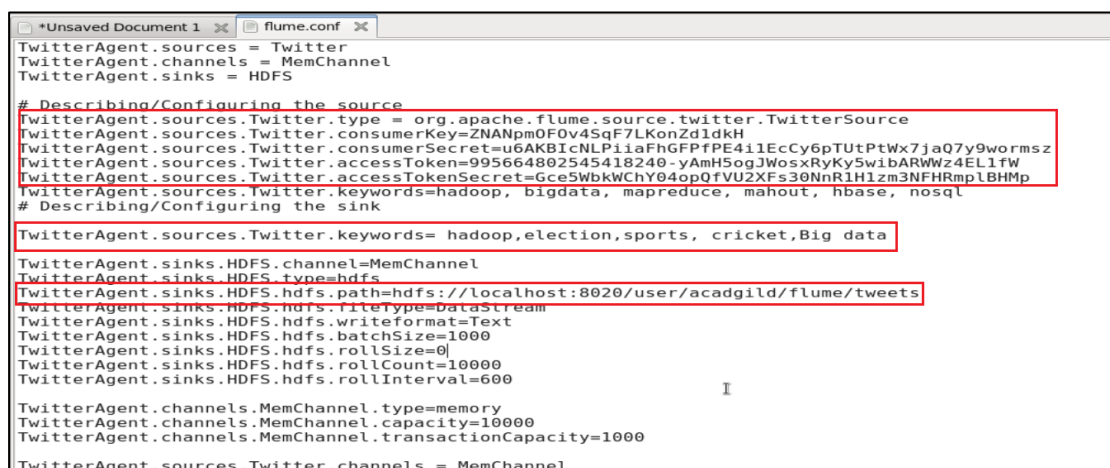 *Unsaved Document 1 flume.conf
TwitterAgent.sources = Twitter
TwitterAgent.channels = MemChannel
TwitterAgent.sinks = HDFS
# Describing/Configuring the source
TwitterAgent.sources.Twitter.type = org.apache.flume.source.twitter.TwitterSource
TwitterAgent.sources.Twitter.consumerKey=ZNANpmOFOv4SqF7LKonZd1dkH
TwitterAgent.sources.Twitter.consumerSecret=u6AKBIcNLPiiaFhGFPfPE4i1EcCy6pTUtPtWx7jaQ7y9wormsz
TwitterAgent.sources.Twitter.accessToken=995664802545418240-yAmH5ogJWosxRyKy5wibARWWz4EL1fW
TwitterAgent.sources.Twitter.accessTokenSecret=Gce5WbkWChY04opQfVU2XFs30NnR1H1zm3NFHRmplBHMp
TwitterAgent.sources.Twitter.keywords=hadoop, bigdata, mapreduce, mahout, hbase, nosql
# Describing/Configuring the sink
TwitterAgent.sources.Twitter.keywords= hadoop,election,sports, cricket,Big data
TwitterAgent.sinks.HDFS.channel=MemChannel
TwitterAgent.sinks.HDFS.type=hdfs
TwitterAgent.sinks.HDFS.hdfs.path=hdfs://localhost:8020/user/acadgild/flume/tweets
TwitterAgent.sinks.HDFS.hdfs.fileType=DataStream
TwitterAgent.sinks.HDFS.hdfs.writeformat=Text
TwitterAgent.sinks.HDFS.hdfs.batchSize=1000
TwitterAgent.sinks.HDFS.hdfs.rollSize=0
TwitterAgent.sinks.HDFS.hdfs.rollCount=10000
TwitterAgent.sinks.HDFS.hdfs.rollInterval=600
TwitterAgent.channels.MemChannel.type=memory
TwitterAgent.channels.MemChannel.capacity=10000
TwitterAgent.channels.MemChannel.transactionCapacity=1000
TwitterAgent.sources.Twitter.channels = MemChannel